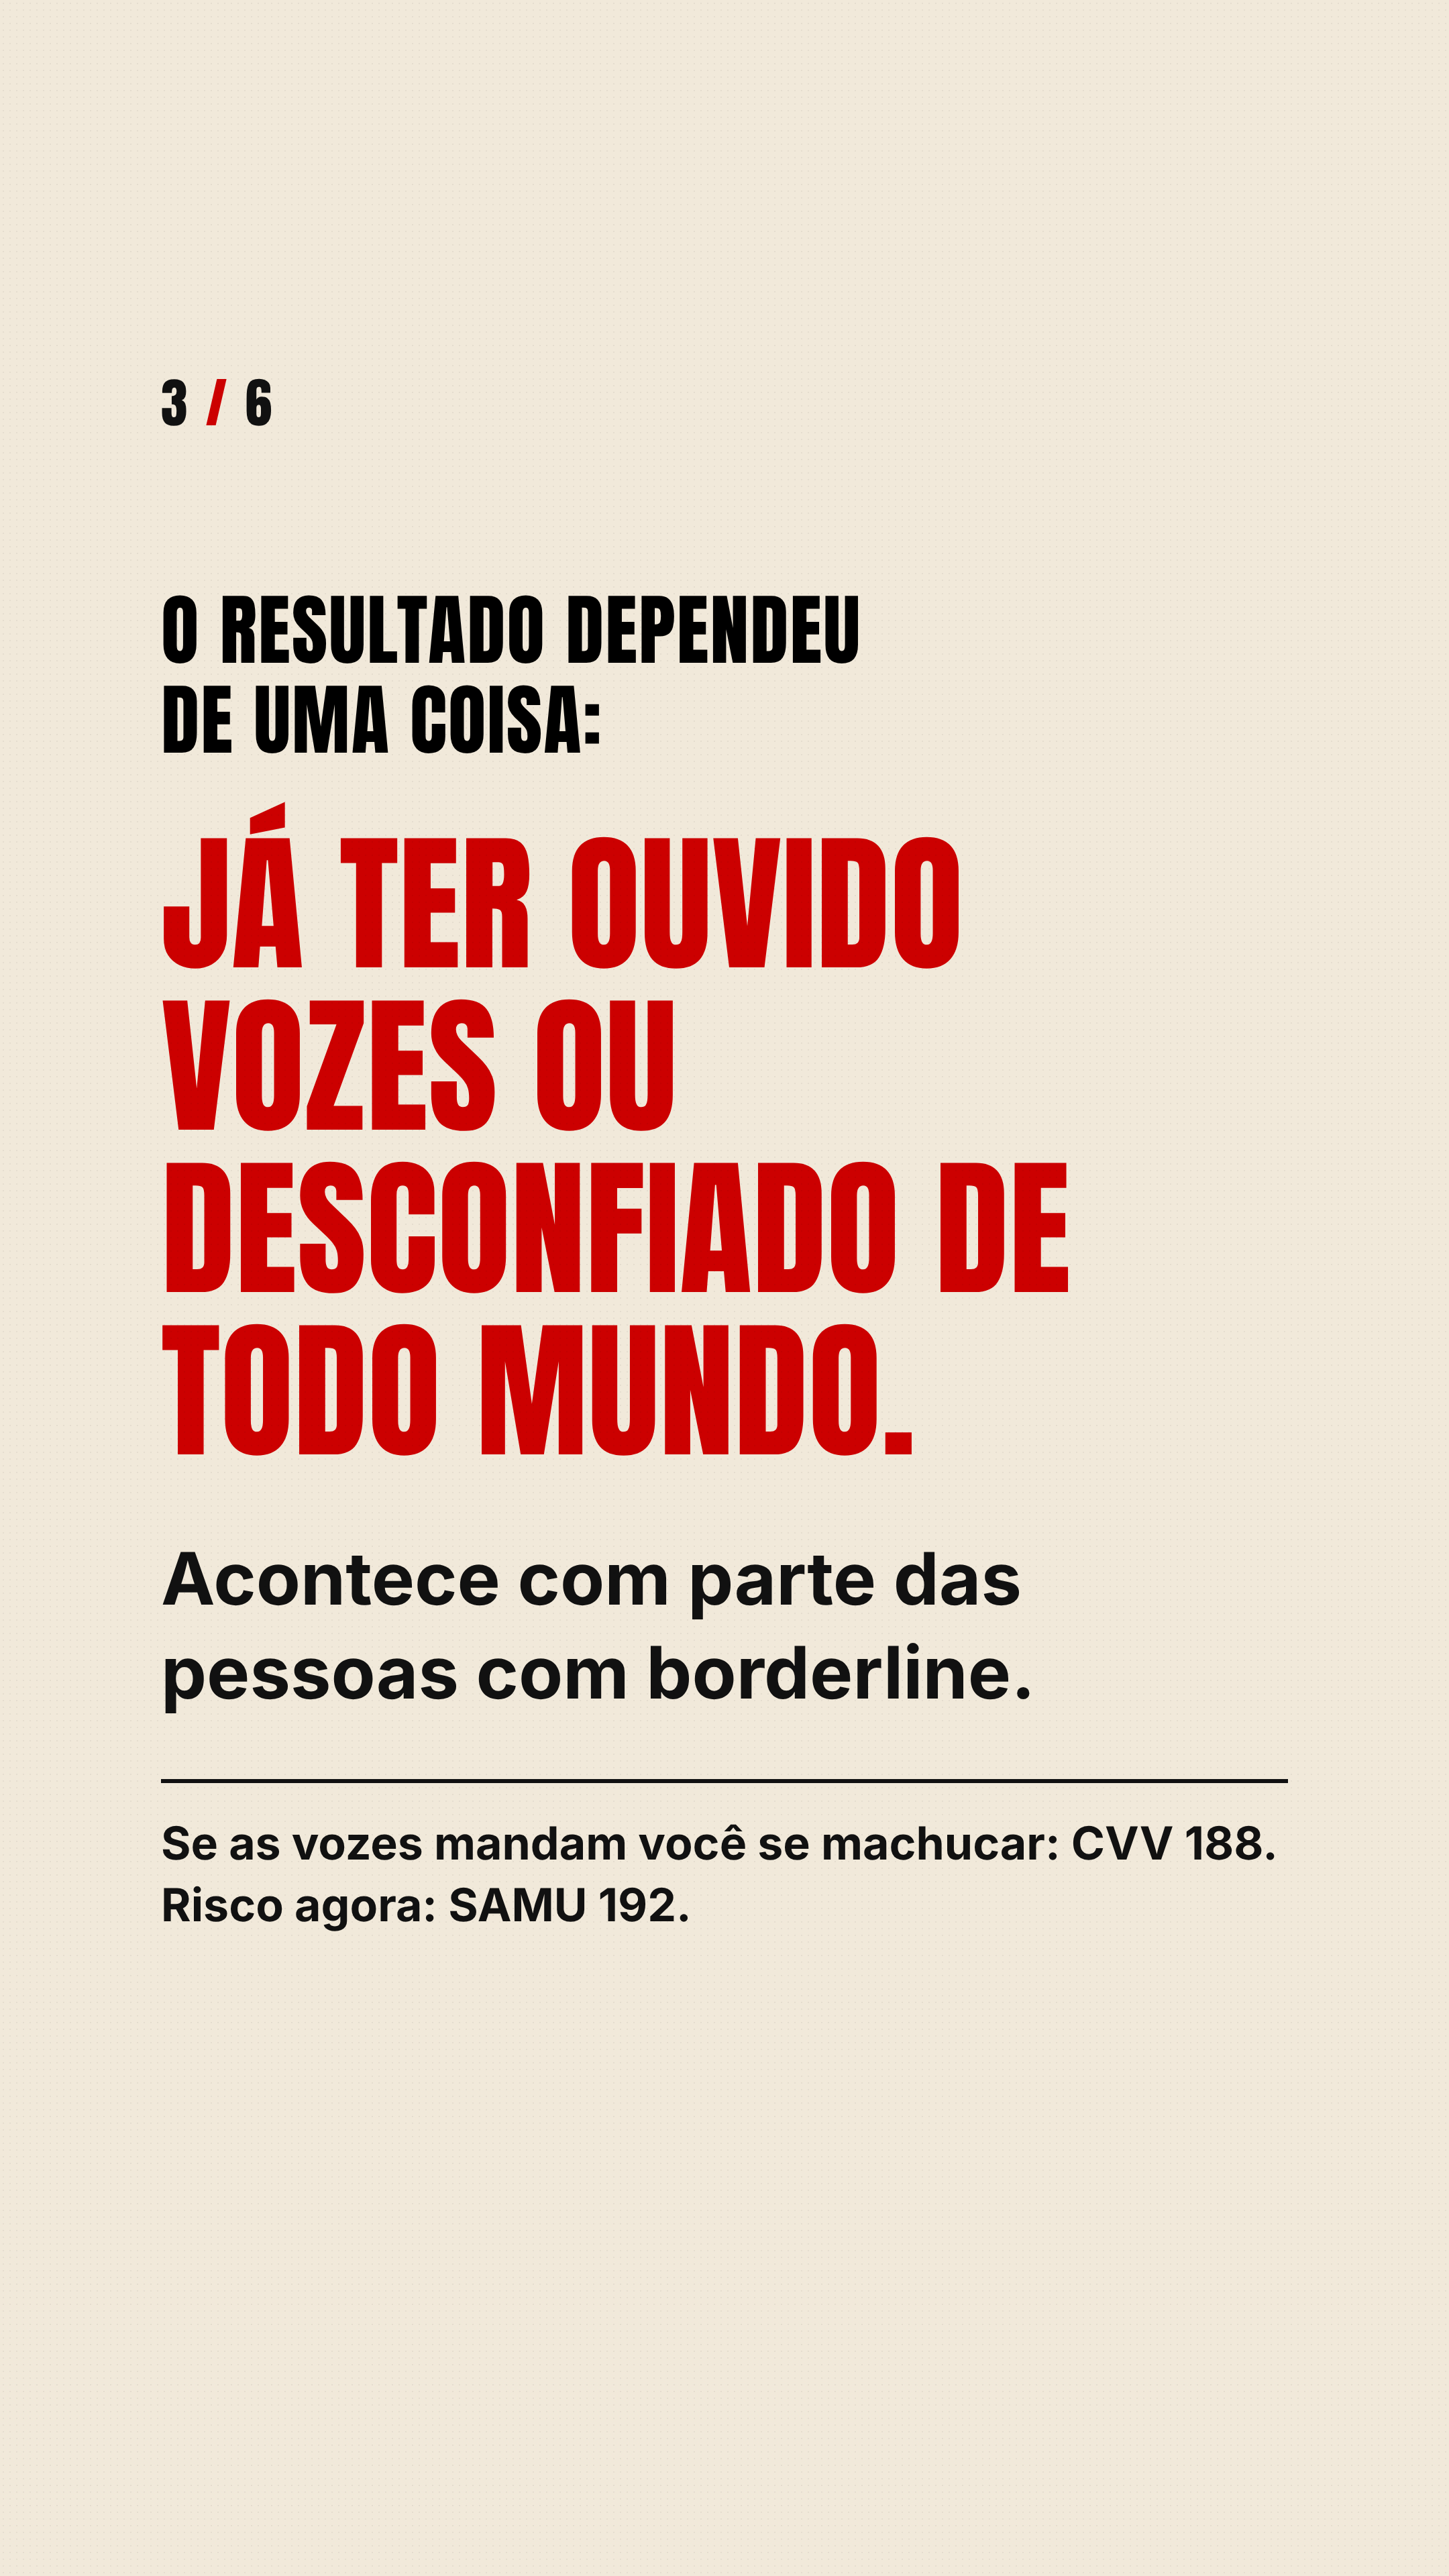 3 / 6
O RESULTADO DEPENDEU
DE UMA COISA:
JÁ TER OUVIDO
VOZES OU
DESCONFIADO DE
TODO MUNDO.
Acontece com parte das
pessoas com borderline.
Se as vozes mandam você se machucar: CVV 188.
Risco agora: SAMU 192.